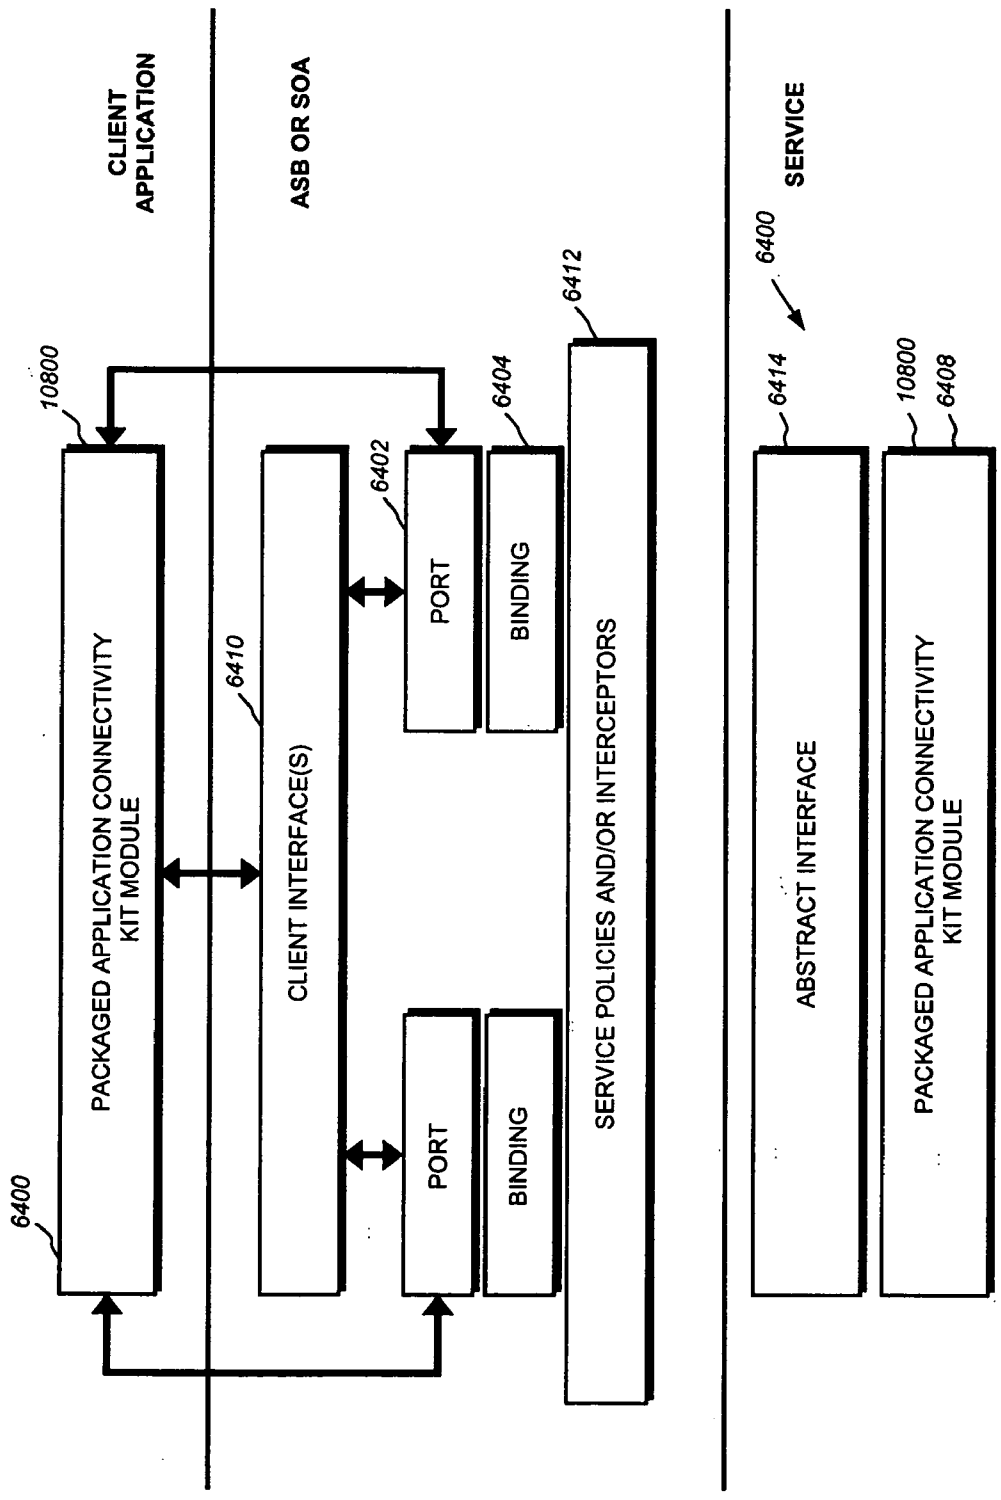 6400
10800
CLIENT
APPLICATION
PACKAGED APPLICATION CONNECTIVITY
KIT MODULE
6410
ASB OR SOA
CLIENT INTERFACE(S)
6402
PORT
PORT
6404
BINDING
BINDING
6412
SERVICE POLICIES AND/OR INTERCEPTORS
SERVICE
6400
6414
ABSTRACT INTERFACE
10800
6408
PACKAGED APPLICATION CONNECTIVITY
KIT MODULE